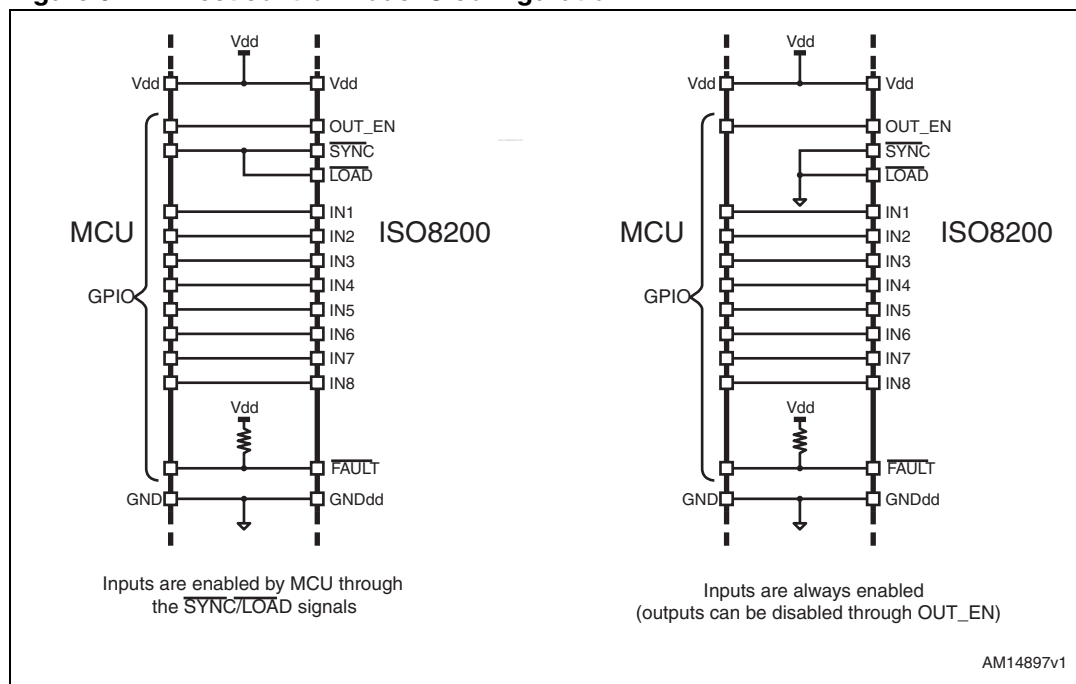 Vdd
Vdd
Vdd
OUT_EN
SYNC
LOAD
IN1
IN2
MCU
ISO8200
IN3
IN4
GPIO
IN5
IN6
IN7
IN8
Vdd
FAULT
GND
GNDdd
Inputs are enabled by MCU through
the SYNC/LOAD signals
Vdd
Vdd
Vdd
OUT_EN
SYNC
LOAD
IN1
IN2
MCU
ISO8200
IN3
IN4
GPIO
IN5
IN6
IN7
IN8
Vdd
FAULT
GND
GNDdd
Inputs are always enabled
(outputs can be disabled through OUT_EN)
AM14897v1